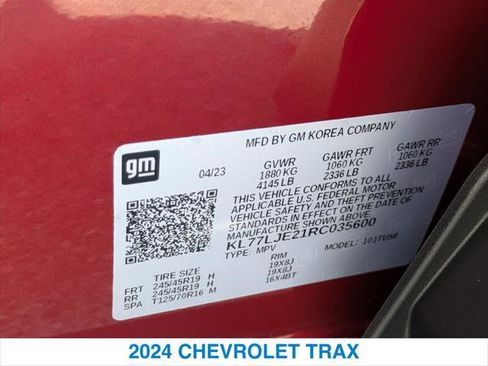 MFD BY GM KOREA COMPANY
gm
04/23 GVWR GAWR FRT GAWR RR
1880 KG 1060 KG 1060 KG
4145 LB 2336 LB 2336 LB
THIS VEHICLE CONFORMS TO ALL
APPLICABLE U.S. FEDERAL MOTOR
VEHICLE SAFETY AND THEFT
PREVENTION STANDARDS IN EFFECT
ON THE DATE OF MANUFACTURE
SHOWN ABOVE.
KL77LJE21RC035600
TYPE: MPV MODEL: 101TU58
TIRE SIZE RIM
FRT 245/45R19 H 19X8J
RR 245/45R19 H 19X8J
SPA T125/70R16 M 16X4BT
2024 CHEVROLET TRAX